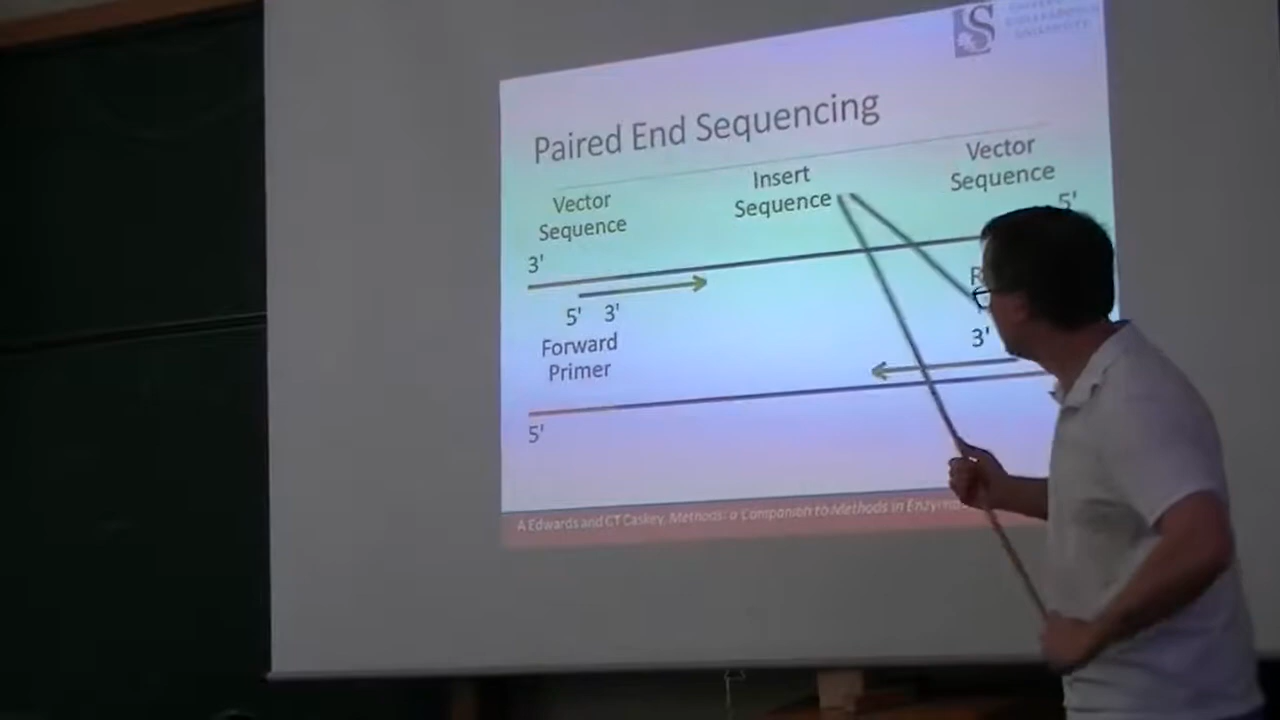 Paired End Sequencing
Vector
Sequence
Insert
Sequence
Vector
Sequence
3'
5'
5' 3'
Forward
Primer
R
3'
5'
A Edwards and CT Caskey, Methods: a Companion to Methods in